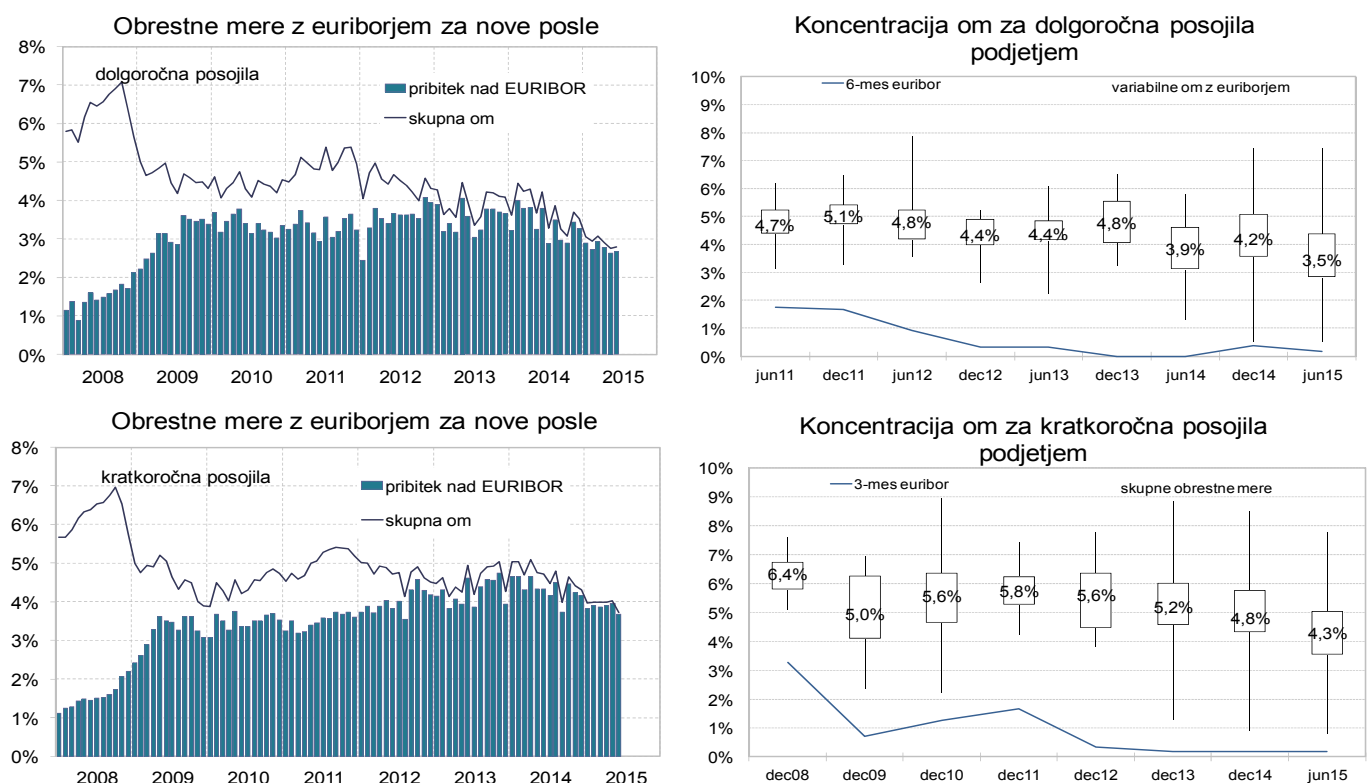 Obrestne mere z euriborjem za nove posle
8%
7%
6%
5%
4%
3%
2%
1%
0%
dolgoročna posojila
pribitek nad EURIBOR
skupna om
2008 2009 2010 2011 2012 2013 2014 2015
Koncentracija om za dolgoročna posojila
podjetjem
10%
9%
8%
7%
6%
5%
4%
3%
2%
1%
0%
6-mes euribor
variabilne om z euriborjem
4,7% 5,1% 4,8% 4,4% 4,4% 4,8% 3,9% 4,2% 3,5%
jun11 dec11 jun12 dec12 jun13 dec13 jun14 dec14 jun15
Obrestne mere z euriborjem za nove posle
8%
7%
6%
5%
4%
3%
2%
1%
0%
kratkoročna posojila
pribitek nad EURIBOR
skupna om
2008 2009 2010 2011 2012 2013 2014 2015
Koncentracija om za kratkoročna posojila
podjetjem
10%
9%
8%
7%
6%
5%
4%
3%
2%
1%
0%
3-mes euribor
skupne obrestne mere
6,4% 5,0% 5,6% 5,8% 5,6% 5,2% 4,8% 4,3%
dec08 dec09 dec10 dec11 dec12 dec13 dec14 jun15